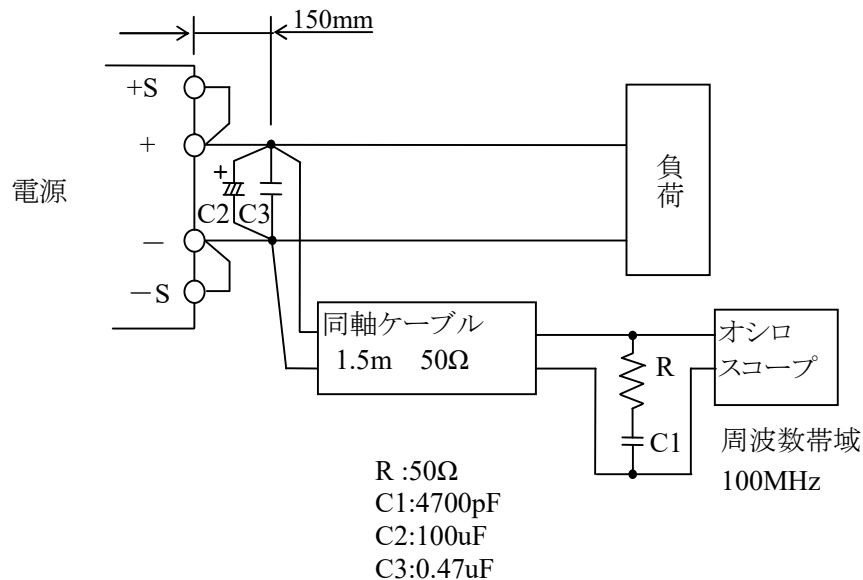 150mm
+S
+
電源
−
−S
+
C2
C3
負荷
同軸ケーブル
1.5m 50Ω
R
C1
オシロ
スコープ
周波数帯域
100MHz
R :50Ω
C1:4700pF
C2:100uF
C3:0.47uF